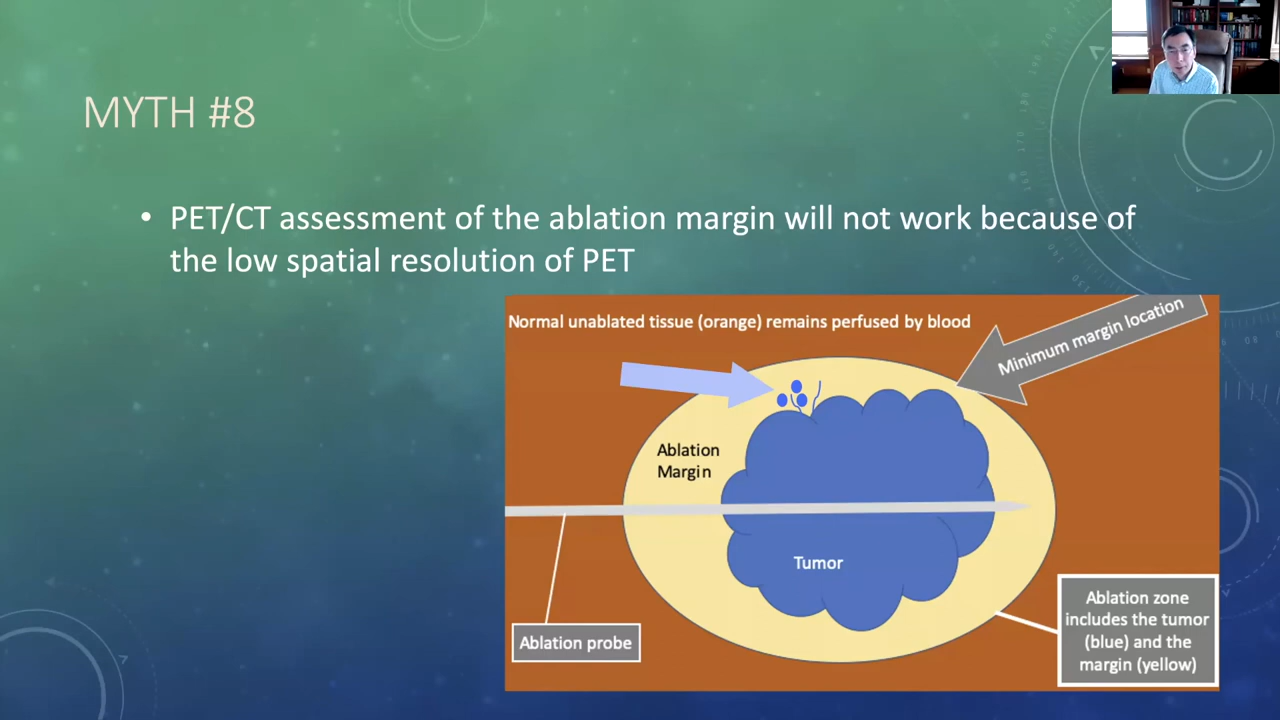 MYTH #8
• PET/CT assessment of the ablation margin will not work because of
the low spatial resolution of PET
Normal unablated tissue (orange) remains perfused by blood
Minimum margin location
Ablation
Margin
Tumor
Ablation probe
Ablation zone
includes the tumor
(blue) and the
margin (yellow)